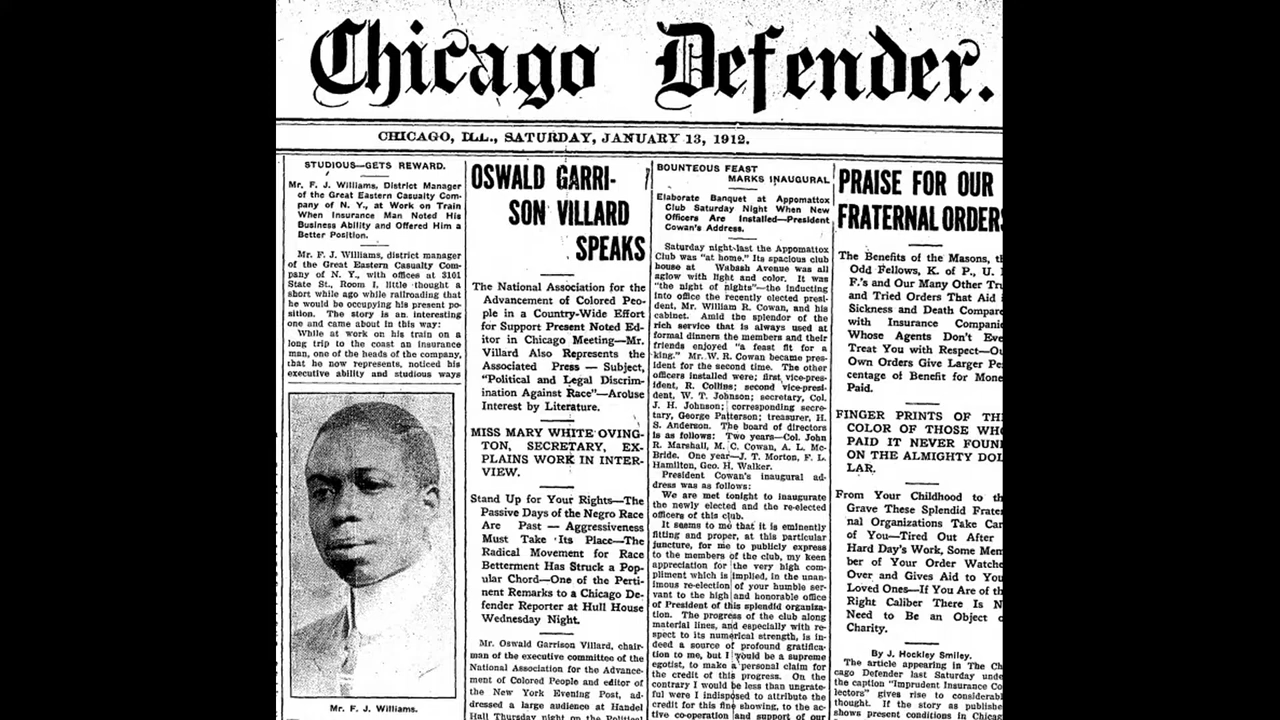 Chicago Defender.
CHICAGO, ILL., SATURDAY, JANUARY 13, 1912.
STUDIOUS—GETS REWARD.
Mr. F. J. Williams, District Manager
of the Great Eastern Casualty Com-
pany of N. Y., at Work on Train
When Insurance Man Noted His
Business Ability and Offered Him a
Better Position.
Mr. F. J. Williams, district manager
of the Great Eastern Casualty Com-
pany of N. Y., with offices at 3101
State St., Room 1, little thought a
short while ago while railroading that
he would be occupying his present po-
sition. The story is an interesting
one and came about in this way:
While at work on his train on a
long trip to the coast an insurance
man, one of the heads of the company,
that he now represents, noticed his
executive ability and studious ways
Mr. F. J. Williams.
OSWALD GARRI-
SON VILLARD
SPEAKS
The National Association for the
Advancement of Colored Peo-
ple in a Country-Wide Effort
for Support Present Noted Ed-
itor in Chicago Meeting—Mr.
Villard Also Represents the
Associated Press — Subject,
"Political and Legal Discrim-
ination Against Race"—Arouse
Interest by Literature.
MISS MARY WHITE OVING-
TON, SECRETARY, EX-
PLAINS WORK IN INTER-
VIEW.
Stand Up for Your Rights—The
Passive Days of the Negro Race
Are Past — Aggressiveness
Must Take Its Place—The
Radical Movement for Race
Betterment Has Struck a Pop-
ular Chord—One of the Perti-
nent Remarks to a Chicago De-
fender Reporter at Hull House
Wednesday Night.
Mr. Oswald Garrison Villard, chair-
man of the executive committee of the
National Association for the Advance-
ment of Colored People and editor of
the New York Evening Post, ad-
dressed a large audience at Handel
Hall Thursday night on the Political
BOUNTEOUS FEAST
MARKS INAUGURAL
Elaborate Banquet at Appomattox
Club Saturday Night When New
Officers Are Installed—President
Cowan's Address.
Saturday night last the Appomattox
Club was "at home." Its spacious club
house at Wabash Avenue was all
aglow with light and color. It was
"the night of nights"—the inducting
into office the recently elected presi-
dent, Mr. William R. Cowan, and his
cabinet. Amid the splendor of the
rich service that is always used at
formal dinners the members and their
friends enjoyed "a feast fit for a
king." Mr. W. R. Cowan became pres-
ident for the second time. The other
officers installed were; first vice-pres-
ident, R. Collins; second vice-presi-
dent, W. T. Johnson; secretary, Col.
J. H. Johnson; corresponding secre-
tary, George Patterson; treasurer, H.
S. Anderson. The board of directors
is as follows: Two years—Col. John
R. Marshall, M. C. Cowan, A. L. Mc-
Bride. One year—J. T. Morton, F. L.
Hamilton, Geo. H. Walker.
President Cowan's inaugural ad-
dress was as follows:
We are met tonight to inaugurate
the newly elected and the re-elected
officers of this club.
It seems to me that it is eminently
fitting and proper, at this particular
juncture, for me to publicly express
to the members of the club, my keen
appreciation for the very high com-
pliment which is implied, in the unan-
imous re-election of your humble ser-
vant to the high and honorable office
of President of this splendid organiza-
tion. The progress of the club along
material lines, and especially with re-
spect to its numerical strength, is in-
deed a source of profound gratifica-
tion to me, but I would be a supreme
egotist, to make a personal claim for
the credit of this progress. On the
contrary I would be less than ungrate-
ful were I indisposed to attribute the
credit for this fine showing, to the ac-
tive co-operation and support of our
PRAISE FOR OUR
FRATERNAL ORDERS
The Benefits of the Masons, th
Odd Fellows, K. of P., U.
F.'s and Our Many Other Tru
and Tried Orders That Aid i
Sickness and Death Compare
with Insurance Companie
Whose Agents Don't Eve
Treat You with Respect—Ou
Own Orders Give Larger Pe
centage of Benefit for Mone
Paid.
FINGER PRINTS OF TH
COLOR OF THOSE WHO
PAID IT NEVER FOUN
ON THE ALMIGHTY DOL
LAR.
From Your Childhood to th
Grave These Splendid Frater
nal Organizations Take Car
of You—Tired Out After
Hard Day's Work, Some Mem
ber of Your Order Watche
Over and Gives Aid to You
Loved Ones—If You Are of th
Right Caliber There Is N
Need to Be an Object o
Charity.
By J. Hockley Smiley.
The article appearing in The Ch
cago Defender last Saturday unde
the caption "Imprudent Insurance Co
lectors" gives rise to considerabl
thought. If the story as publishe
shows present conditions in Chicag